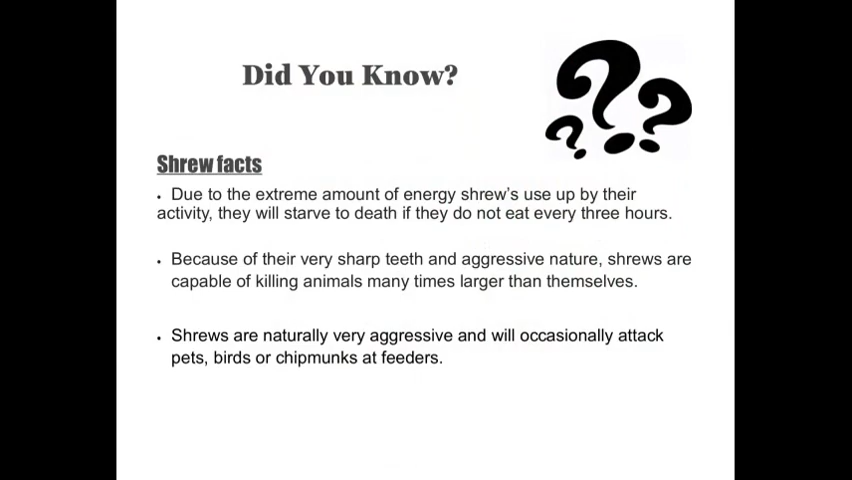 Did You Know?
Shrew facts
• Due to the extreme amount of energy shrew's use up by their
activity, they will starve to death if they do not eat every three hours.
• Because of their very sharp teeth and aggressive nature, shrews are
capable of killing animals many times larger than themselves.
• Shrews are naturally very aggressive and will occasionally attack
pets, birds or chipmunks at feeders.